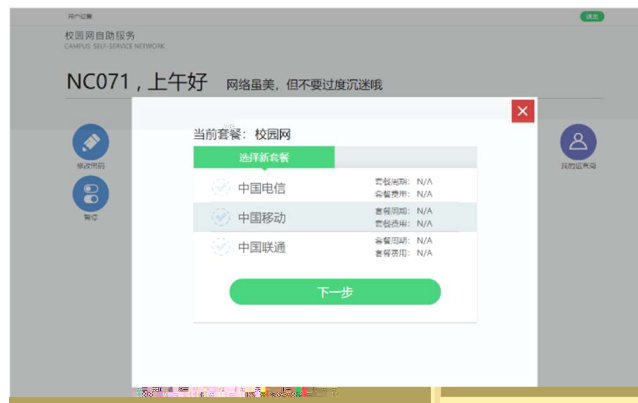 用户设置
退出
校园网自助服务
CAMPUS SELF-SERVICE NETWORK
NC071，上午好 网络虽美，但不要过度沉迷哦
×
当前套餐：校园网
选择新套餐
修改密码
我的运营商
中国电信
套餐周期： N/A
套餐费用： N/A
中国移动
套餐周期： N/A
套餐费用： N/A
暂停
中国联通
套餐周期： N/A
套餐费用： N/A
下一步